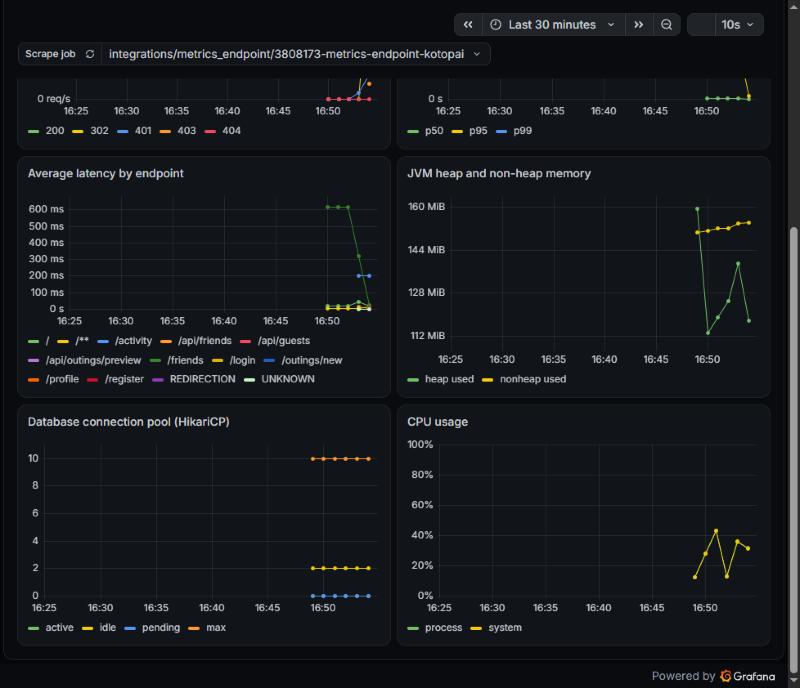 Last 30 minutes 10s
Scrape job integrations/metrics_endpoint/3808173-metrics-endpoint-kotopai
0 req/s
16:25 16:30 16:35 16:40 16:45 16:50
200 302 401 403 404
0 s
16:25 16:30 16:35 16:40 16:45 16:50
p50 p95 p99
Average latency by endpoint
600 ms
500 ms
400 ms
300 ms
200 ms
100 ms
0 s
16:25 16:30 16:35 16:40 16:45 16:50
/ /** /activity /api/friends /api/guests
/api/outings/preview /friends /login /outings/new
/profile /register REDIRECTION UNKNOWN
JVM heap and non-heap memory
160 MiB
144 MiB
128 MiB
112 MiB
16:25 16:30 16:35 16:40 16:45 16:50
heap used nonheap used
Database connection pool (HikariCP)
10
8
6
4
2
0
16:25 16:30 16:35 16:40 16:45 16:50
active idle pending max
CPU usage
100%
80%
60%
40%
20%
0%
16:25 16:30 16:35 16:40 16:45 16:50
process system
Powered by Grafana